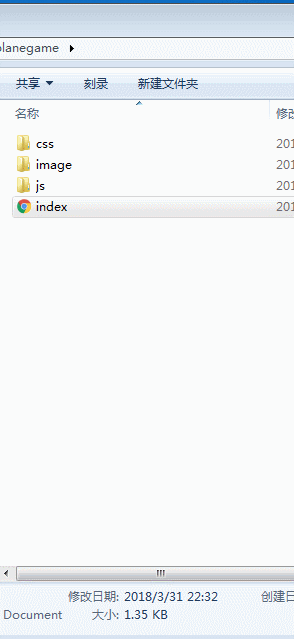 planegame
共享 刻录 新建文件夹
名称 修改
css 201
image 201
js 201
index 201
修改日期: 2018/3/31 22:32 创建日
Document 大小: 1.35 KB